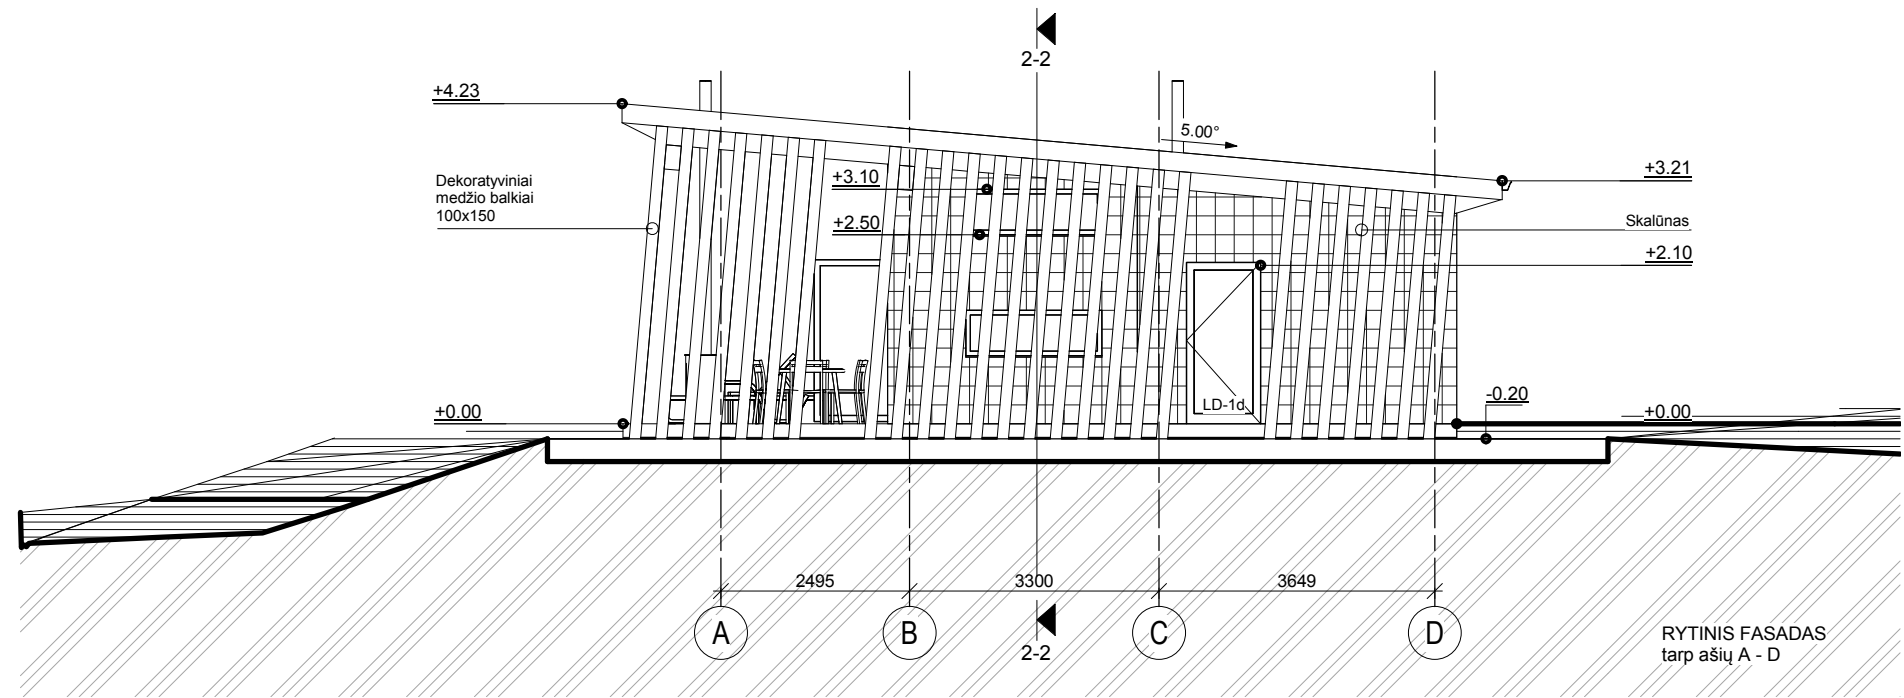 2-2
+4.23
5.00°
+3.10
+3.21
Dekoratyviniai
medžio balkiai
100x150
+2.50
Skalūnas
+2.10
LD-1d
-0.20
+0.00
+0.00
2495
3300
3649
A
B
C
D
2-2
RYTINIS FASADAS
tarp ašių A - D